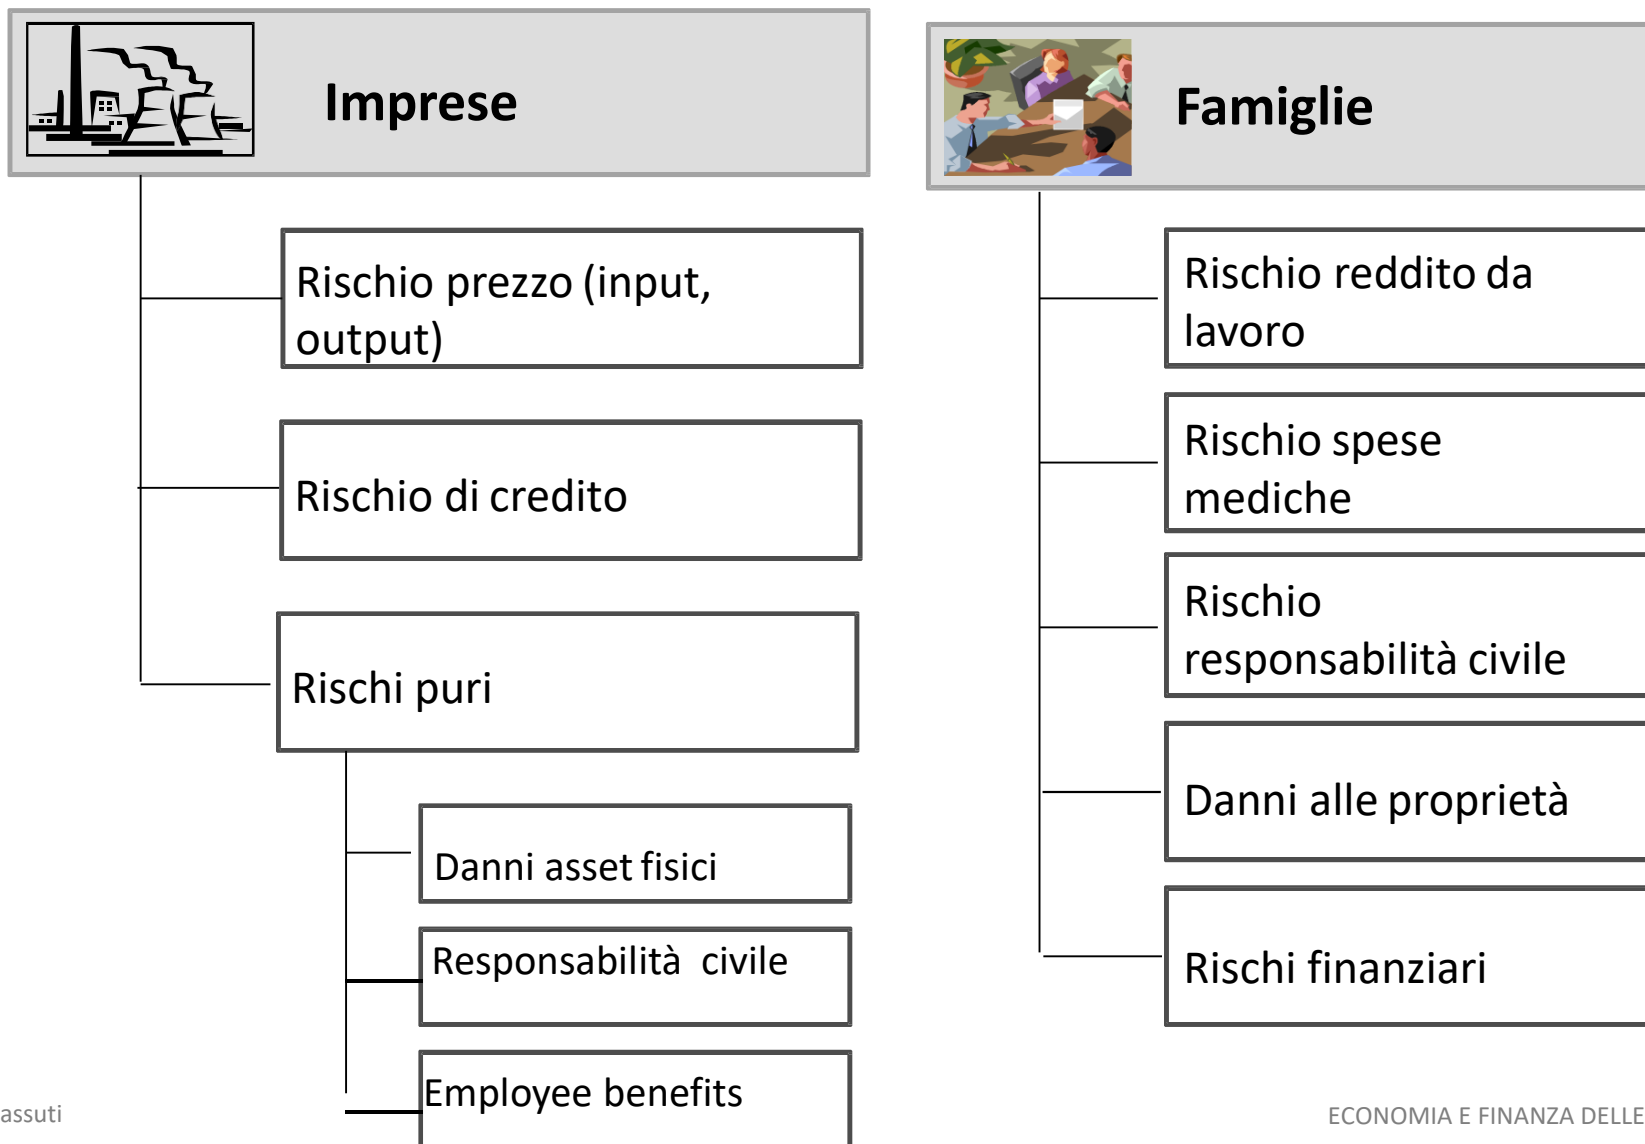 Imprese
Rischio prezzo (input,
output)
Rischio di credito
Rischi puri
Danni asset fisici
Responsabilità civile
Employee benefits
Famiglie
Rischio reddito da
lavoro
Rischio spese
mediche
Rischio
responsabilità civile
Danni alle proprietà
Rischi finanziari
assuti
ECONOMIA E FINANZA DELLE